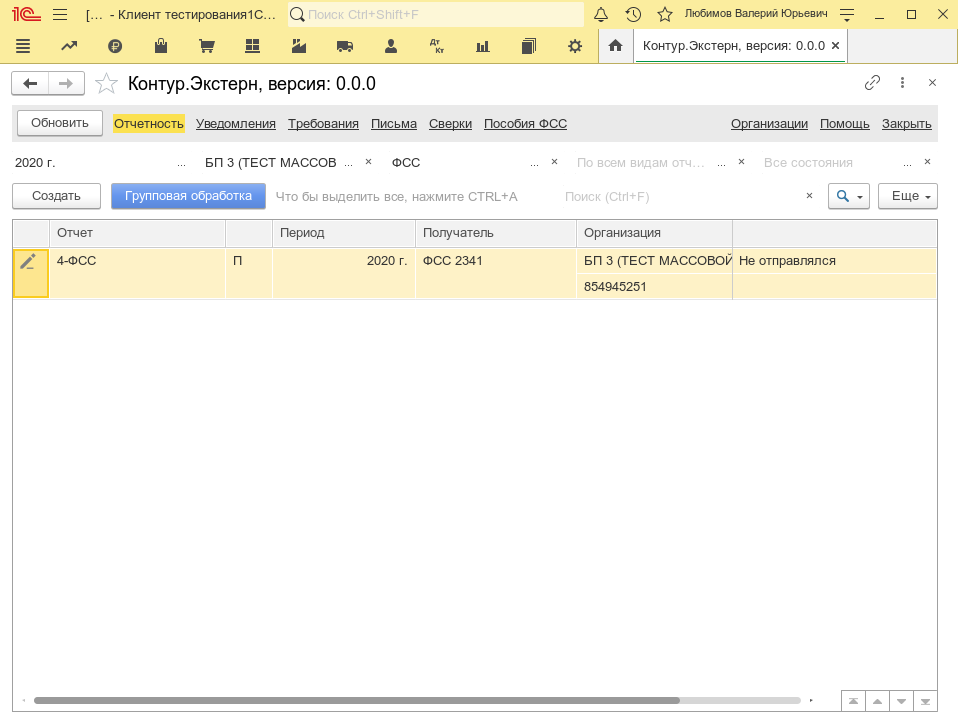 1С [... - Клиент тестирования1С... Поиск Ctrl+Shift+F Любимов Валерий Юрьевич
Дт Кт Контур.Экстерн, версия: 0.0.0 ×
Контур.Экстерн, версия: 0.0.0
Обновить Отчетность Уведомления Требования Письма Сверки Пособия ФСС Организации Помощь Закрыть
2020 г. ... БП 3 (ТЕСТ МАССОВ ... × ФСС ... × По всем видам отч... ... × Все состояния ... ×
Создать Групповая обработка Что бы выделить все, нажмите CTRL+A Поиск (Ctrl+F) × Еще
Отчет Период Получатель Организация
4-ФСС П 2020 г. ФСС 2341 БП 3 (ТЕСТ МАССОВОЙ Не отправлялся
854945251